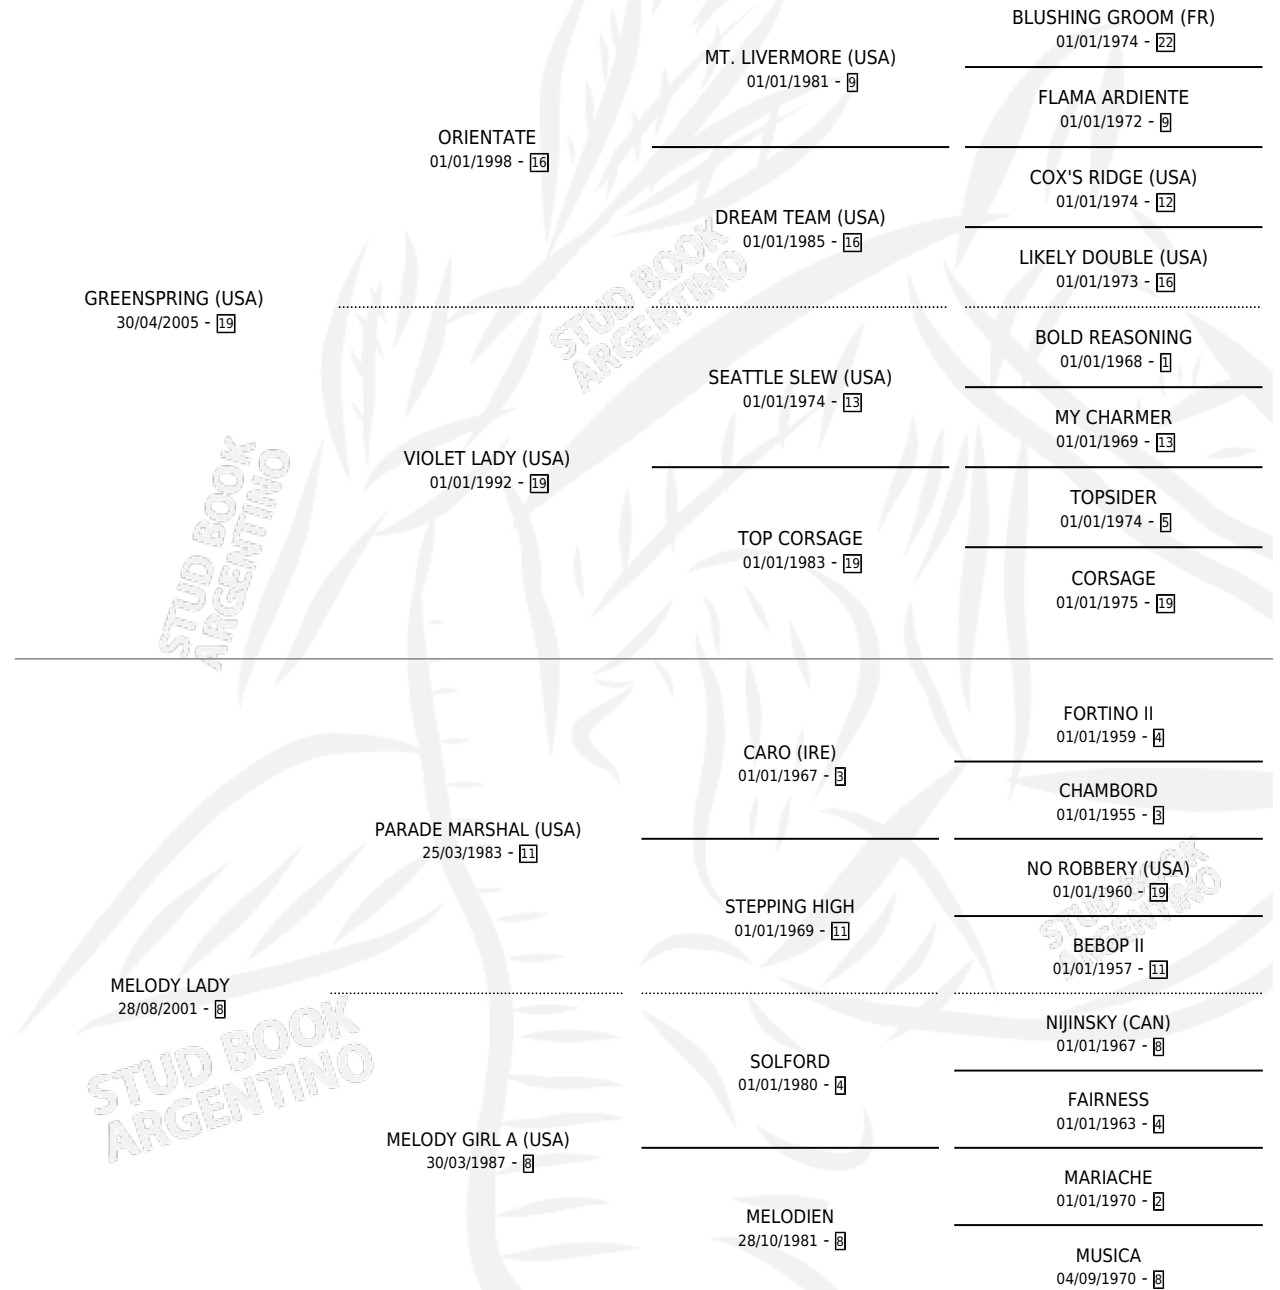 BLUSHING GROOM (FR)
01/01/1974 - 22
MT. LIVERMORE (USA)
01/01/1981 - 9
FLAMA ARDIENTE
01/01/1972 - 9
ORIENTATE
01/01/1998 - 16
COX'S RIDGE (USA)
01/01/1974 - 12
DREAM TEAM (USA)
01/01/1985 - 16
LIKELY DOUBLE (USA)
01/01/1973 - 16
GREENSPRING (USA)
30/04/2005 - 19
BOLD REASONING
01/01/1968 - 1
SEATTLE SLEW (USA)
01/01/1974 - 13
MY CHARMER
01/01/1969 - 13
VIOLET LADY (USA)
01/01/1992 - 19
TOPSIDER
01/01/1974 - 5
TOP CORSAGE
01/01/1983 - 19
CORSAGE
01/01/1975 - 19
FORTINO II
01/01/1959 - 4
CARO (IRE)
01/01/1967 - 3
CHAMBORD
01/01/1955 - 3
PARADE MARSHAL (USA)
25/03/1983 - 11
NO ROBBERY (USA)
01/01/1960 - 19
STEPPING HIGH
01/01/1969 - 11
BEBOP II
01/01/1957 - 11
MELODY LADY
28/08/2001 - 8
NIJINSKY (CAN)
01/01/1967 - 8
SOLFORD
01/01/1980 - 4
FAIRNESS
01/01/1963 - 4
MELODY GIRL A (USA)
30/03/1987 - 8
MARIACHE
01/01/1970 - 2
MELODIEN
28/10/1981 - 8
MUSICA
04/09/1970 - 8
STUD BOOK
ARGENTINO
STUD BOOK
ARGENTINO
STUD BOOK
ARGENTINO
STUD BOOK
ARGENTINO